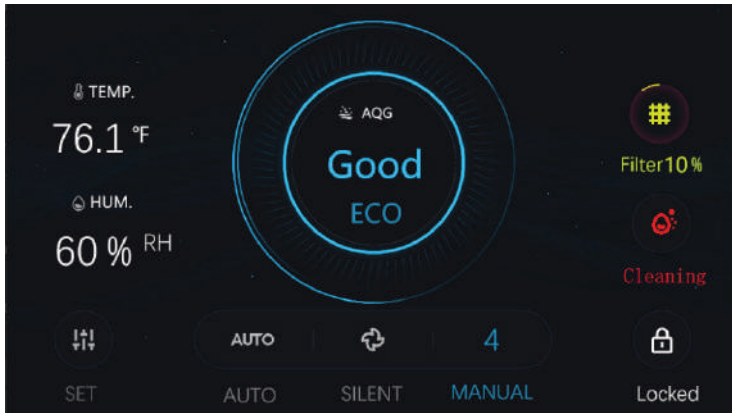 TEMP.
76.1 °F
HUM.
60 % RH
AQG
Good
ECO
Filter10%
Cleaning
AUTO
4
SET
AUTO
SILENT
MANUAL
Locked